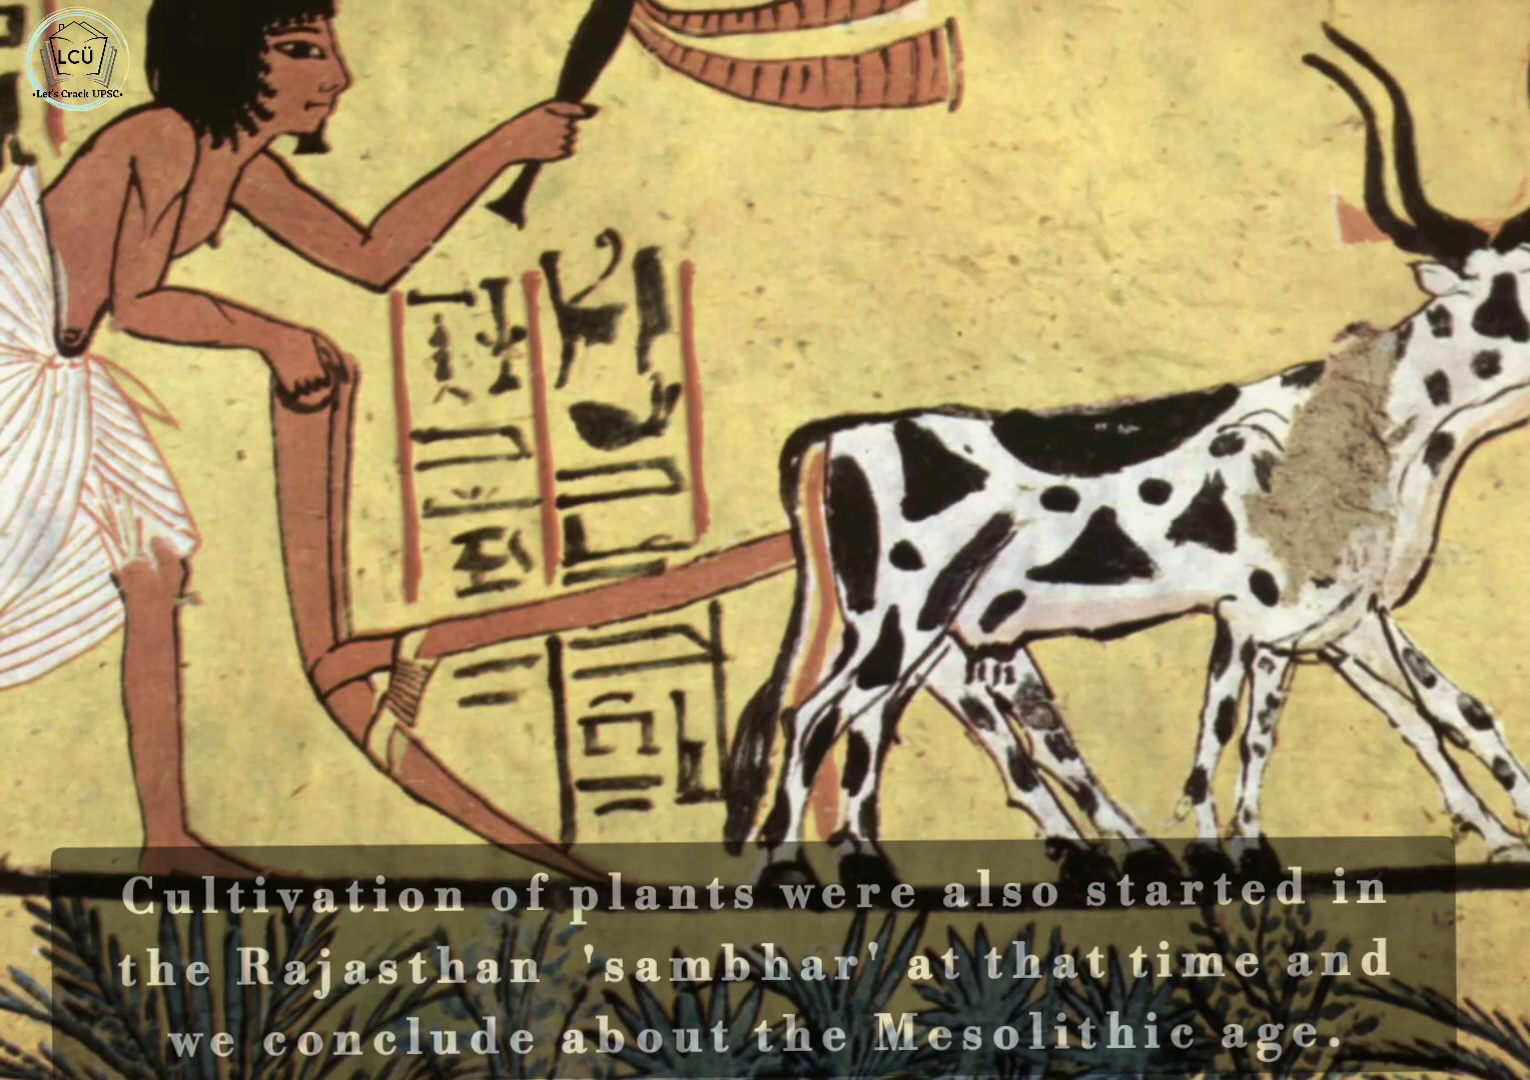 LCÜ
•Let's Crack UPSC•
Cultivation of plants were also started in
the Rajasthan 'sambhar' at that time and
we conclude about the Mesolithic age.